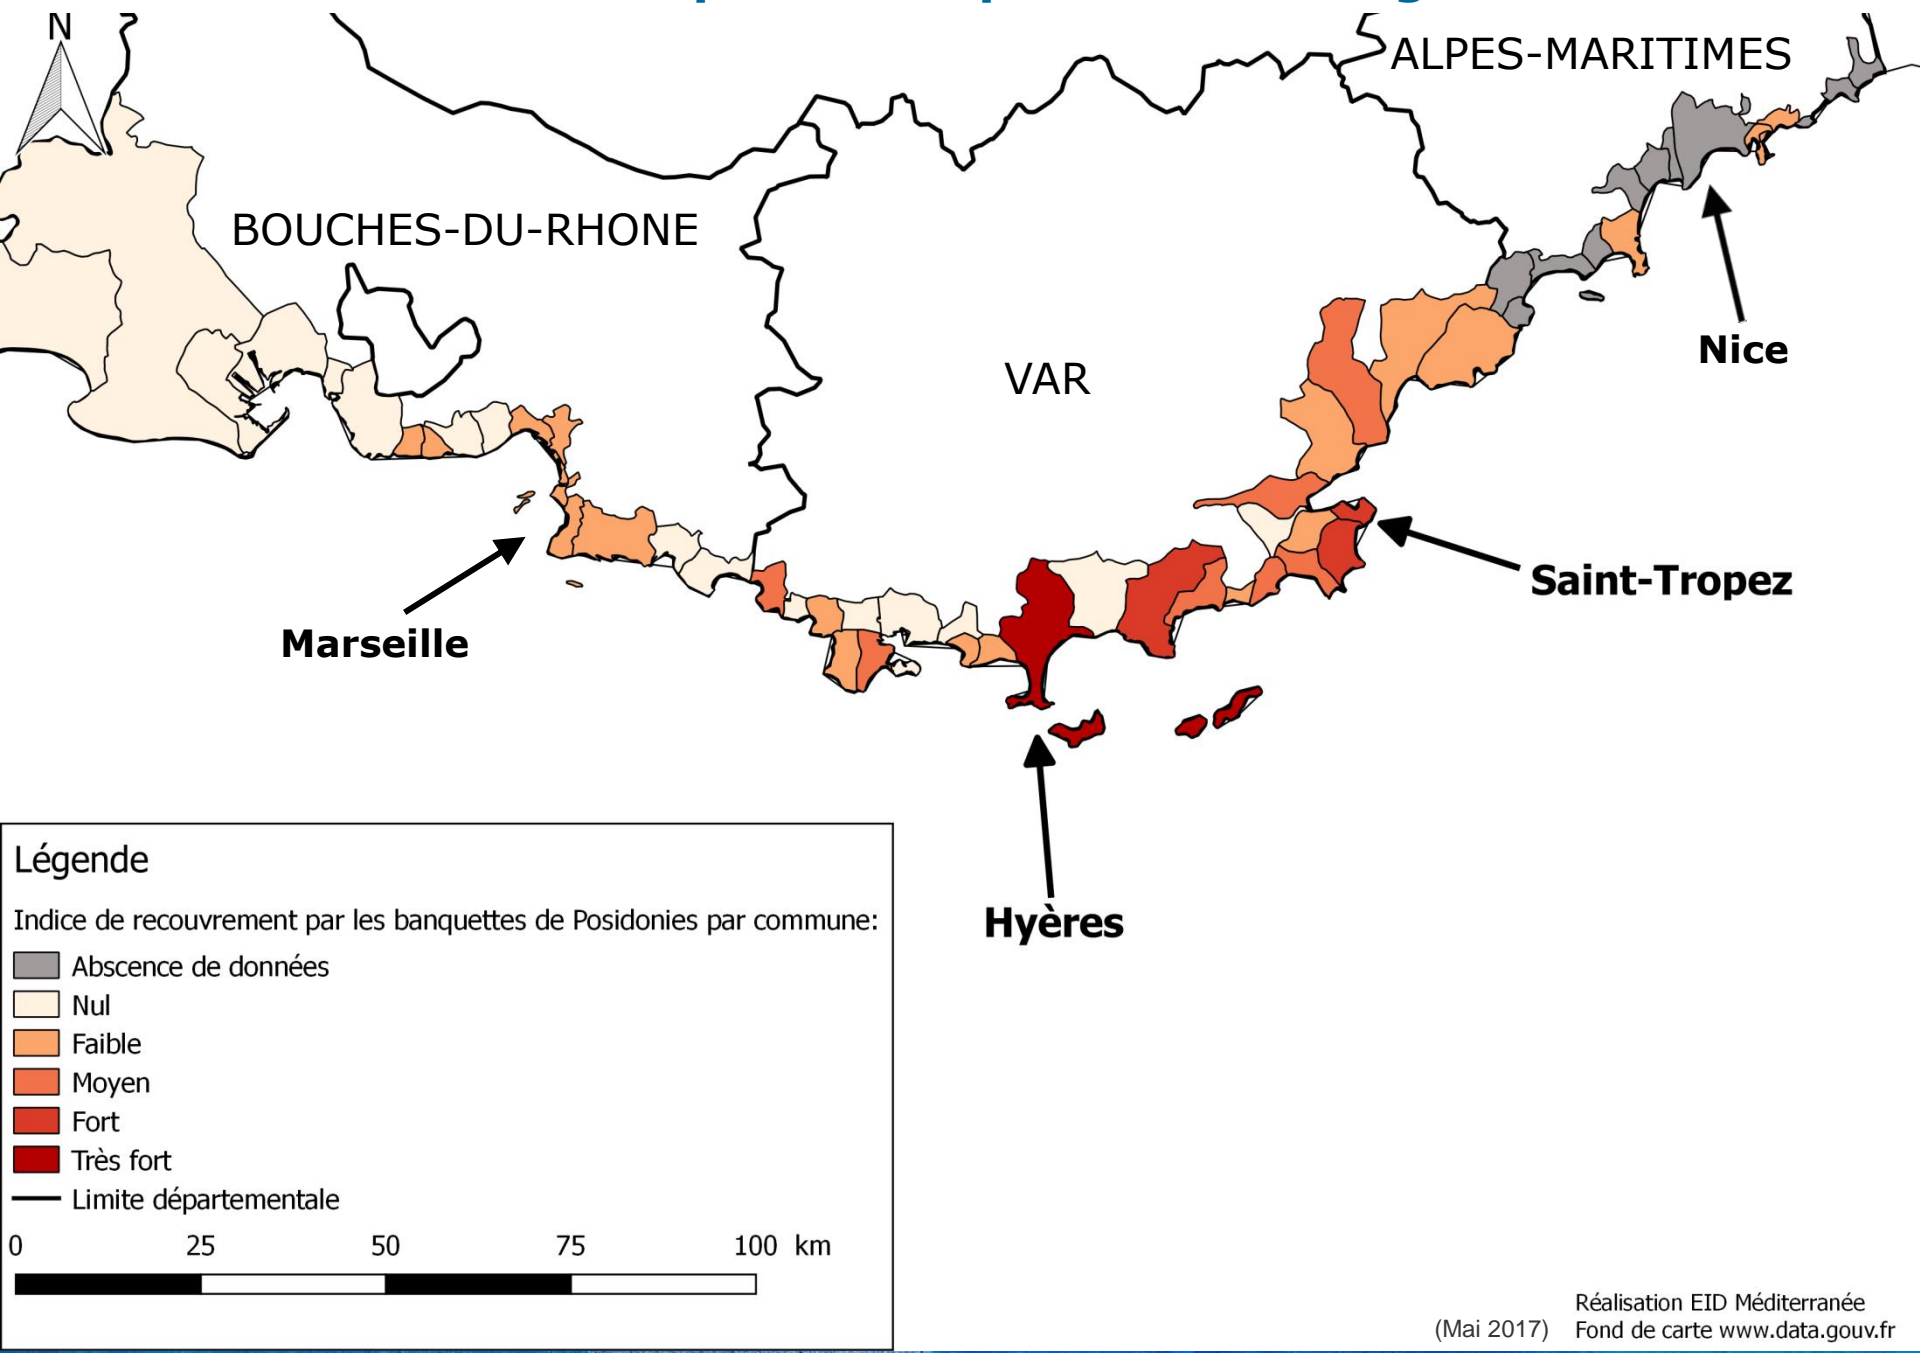 N
ALPES-MARITIMES
BOUCHES-DU-RHONE
VAR
Nice
Saint-Tropez
Marseille
Hyères
Légende
Indice de recouvrement par les banquettes de Posidonies par commune:
Abscence de données
Nul
Faible
Moyen
Fort
Très fort
Limite départementale
0 25 50 75 100 km
Réalisation EID Méditerranée
(Mai 2017) Fond de carte www.data.gouv.fr